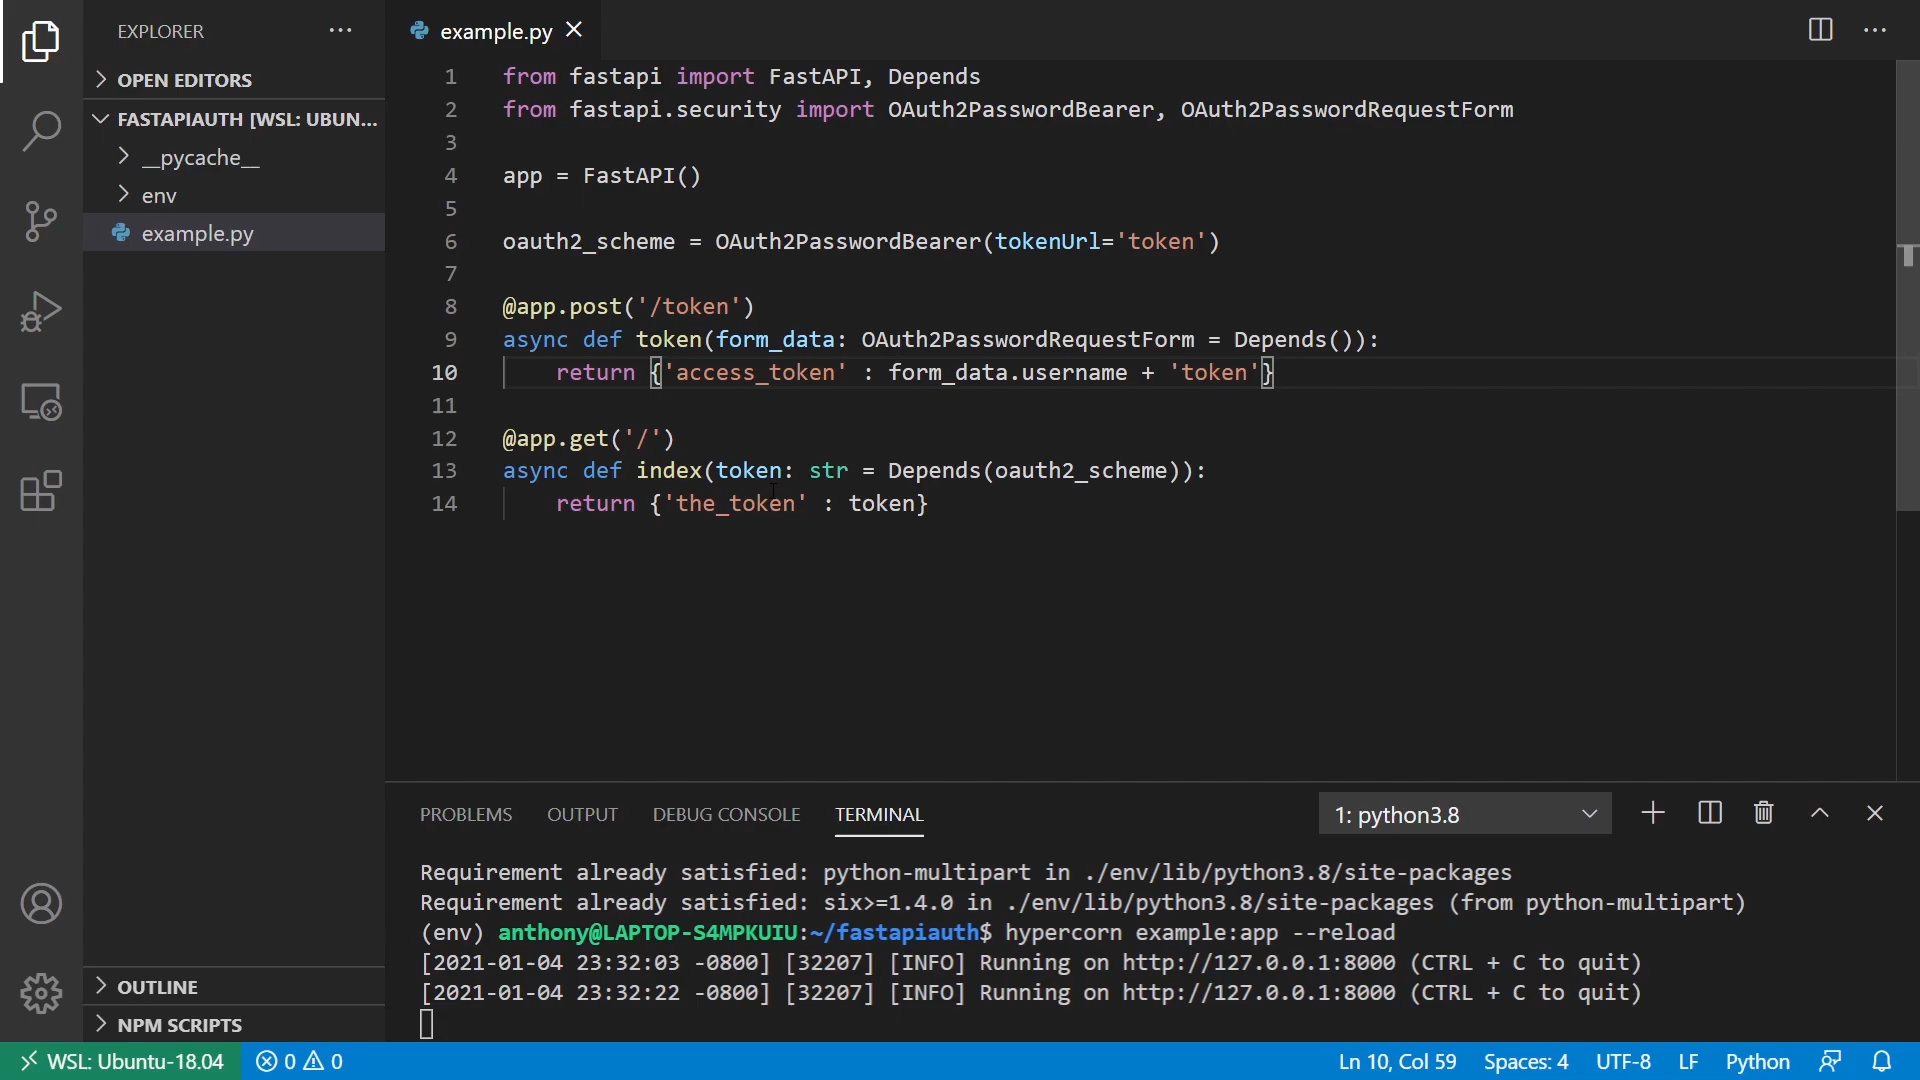 EXPLORER
OPEN EDITORS
FASTAPIAUTH [WSL: UBUN...
__pycache__
env
example.py
OUTLINE
NPM SCRIPTS
example.py
1 from fastapi import FastAPI, Depends
2 from fastapi.security import OAuth2PasswordBearer, OAuth2PasswordRequestForm
3
4 app = FastAPI()
5
6 oauth2_scheme = OAuth2PasswordBearer(tokenUrl='token')
7
8 @app.post('/token')
9 async def token(form_data: OAuth2PasswordRequestForm = Depends()):
10     return {'access_token' : form_data.username + 'token'}
11
12 @app.get('/')
13 async def index(token: str = Depends(oauth2_scheme)):
14     return {'the_token' : token}
PROBLEMS OUTPUT DEBUG CONSOLE TERMINAL 1: python3.8
Requirement already satisfied: python-multipart in ./env/lib/python3.8/site-packages
Requirement already satisfied: six>=1.4.0 in ./env/lib/python3.8/site-packages (from python-multipart)
(env) anthony@LAPTOP-S4MPKUIU:~/fastapiauth$ hypercorn example:app --reload
[2021-01-04 23:32:03 -0800] [32207] [INFO] Running on http://127.0.0.1:8000 (CTRL + C to quit)
[2021-01-04 23:32:22 -0800] [32207] [INFO] Running on http://127.0.0.1:8000 (CTRL + C to quit)
WSL: Ubuntu-18.04 0 0 Ln 10, Col 59 Spaces: 4 UTF-8 LF Python